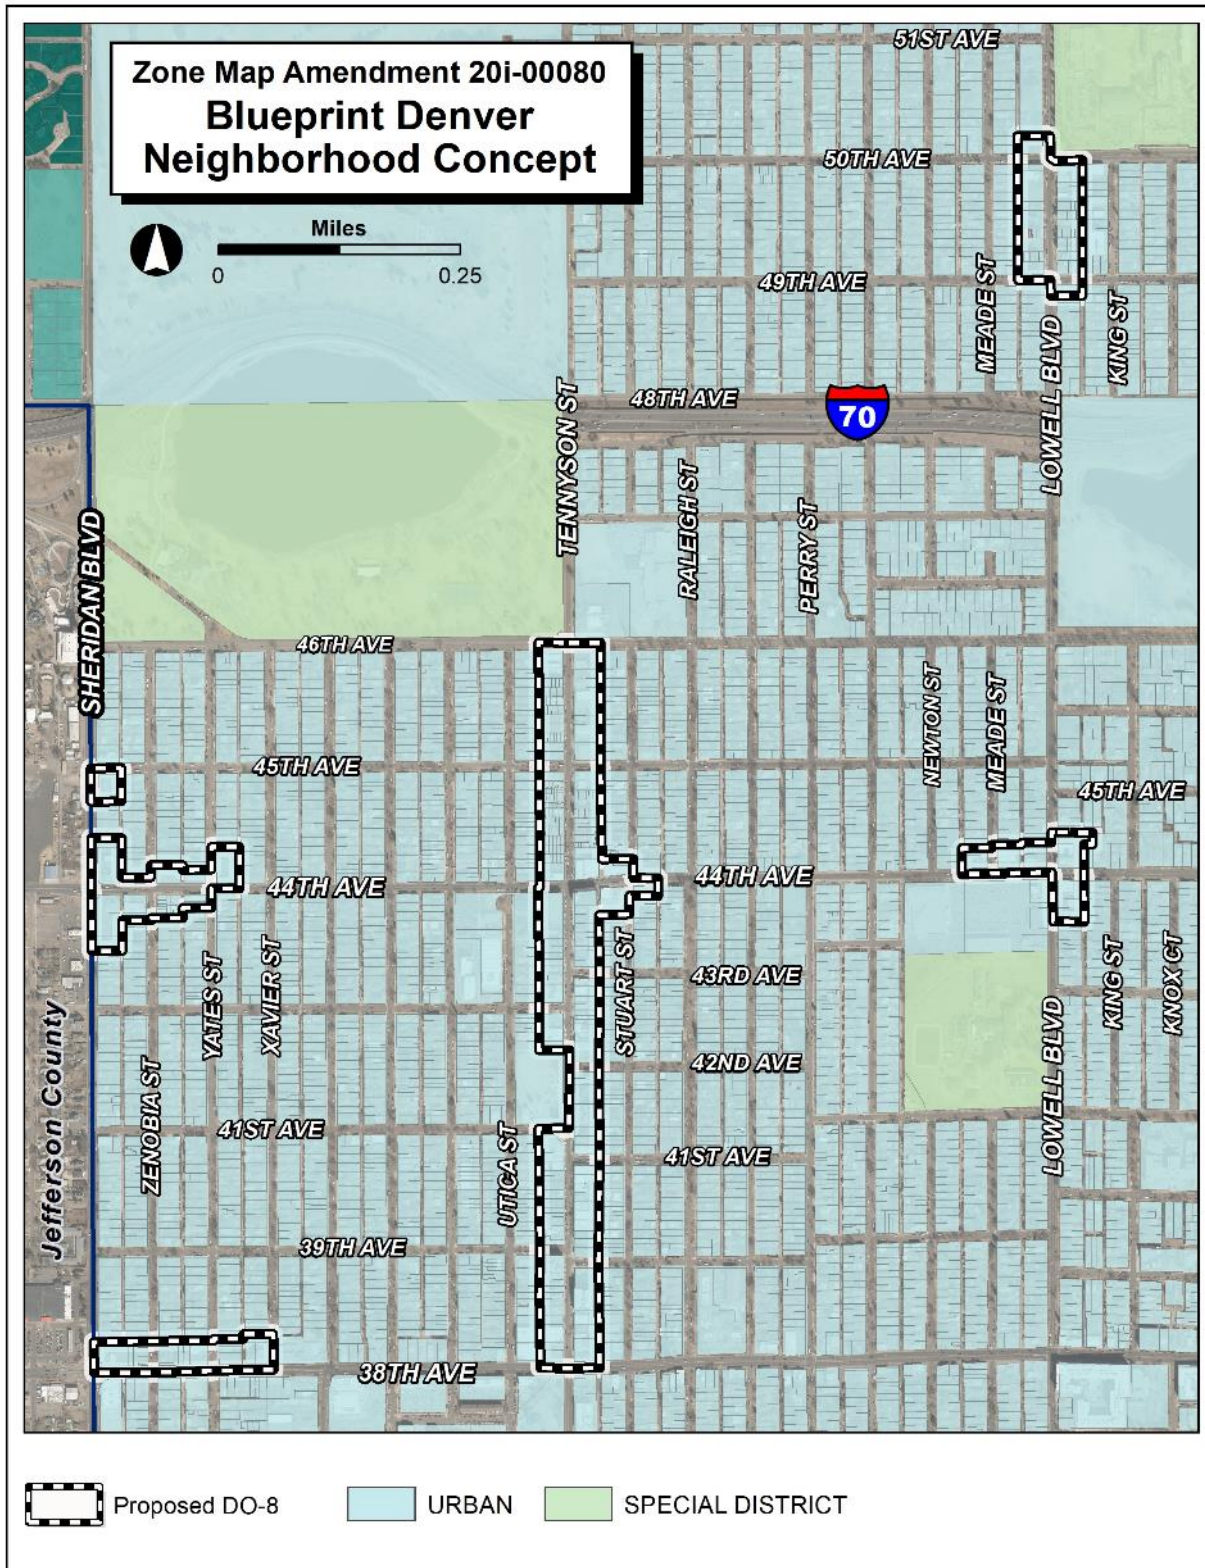 Zone Map Amendment 20i-00080
Blueprint Denver
Neighborhood Concept
Miles
0 0.25
51ST AVE
50TH AVE
49TH AVE
MEADE ST
KING ST
LOWELL BLVD
48TH AVE
70
TENNYSON ST
RALEIGH ST
PERRY ST
SHERIDAN BLVD
46TH AVE
NEWTON ST
MEADE ST
45TH AVE
45TH AVE
44TH AVE
44TH AVE
YATES ST
XAVIER ST
STUART ST
43RD AVE
KING ST
KNOX CT
Jefferson County
ZENOBIA ST
42ND AVE
LOWELL BLVD
41ST AVE
UTICA ST
41ST AVE
39TH AVE
38TH AVE
Proposed DO-8
URBAN
SPECIAL DISTRICT